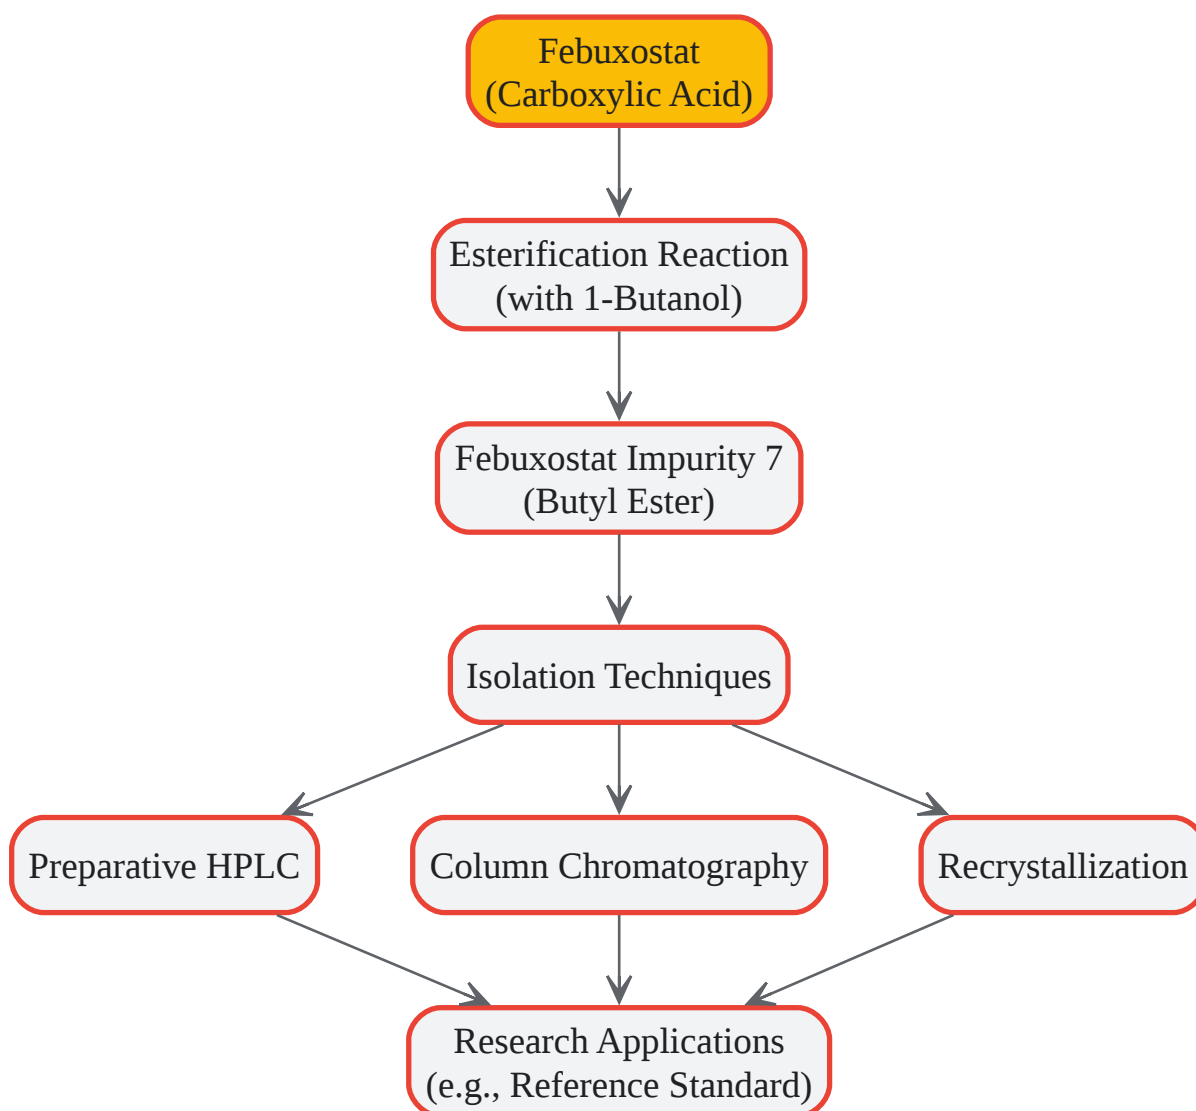 Febuxostat
(Carboxylic Acid)
Esterification Reaction
(with 1-Butanol)
Febuxostat Impurity 7
(Butyl Ester)
Isolation Techniques
Preparative HPLC
Column Chromatography
Recrystallization
Research Applications
(e.g., Reference Standard)